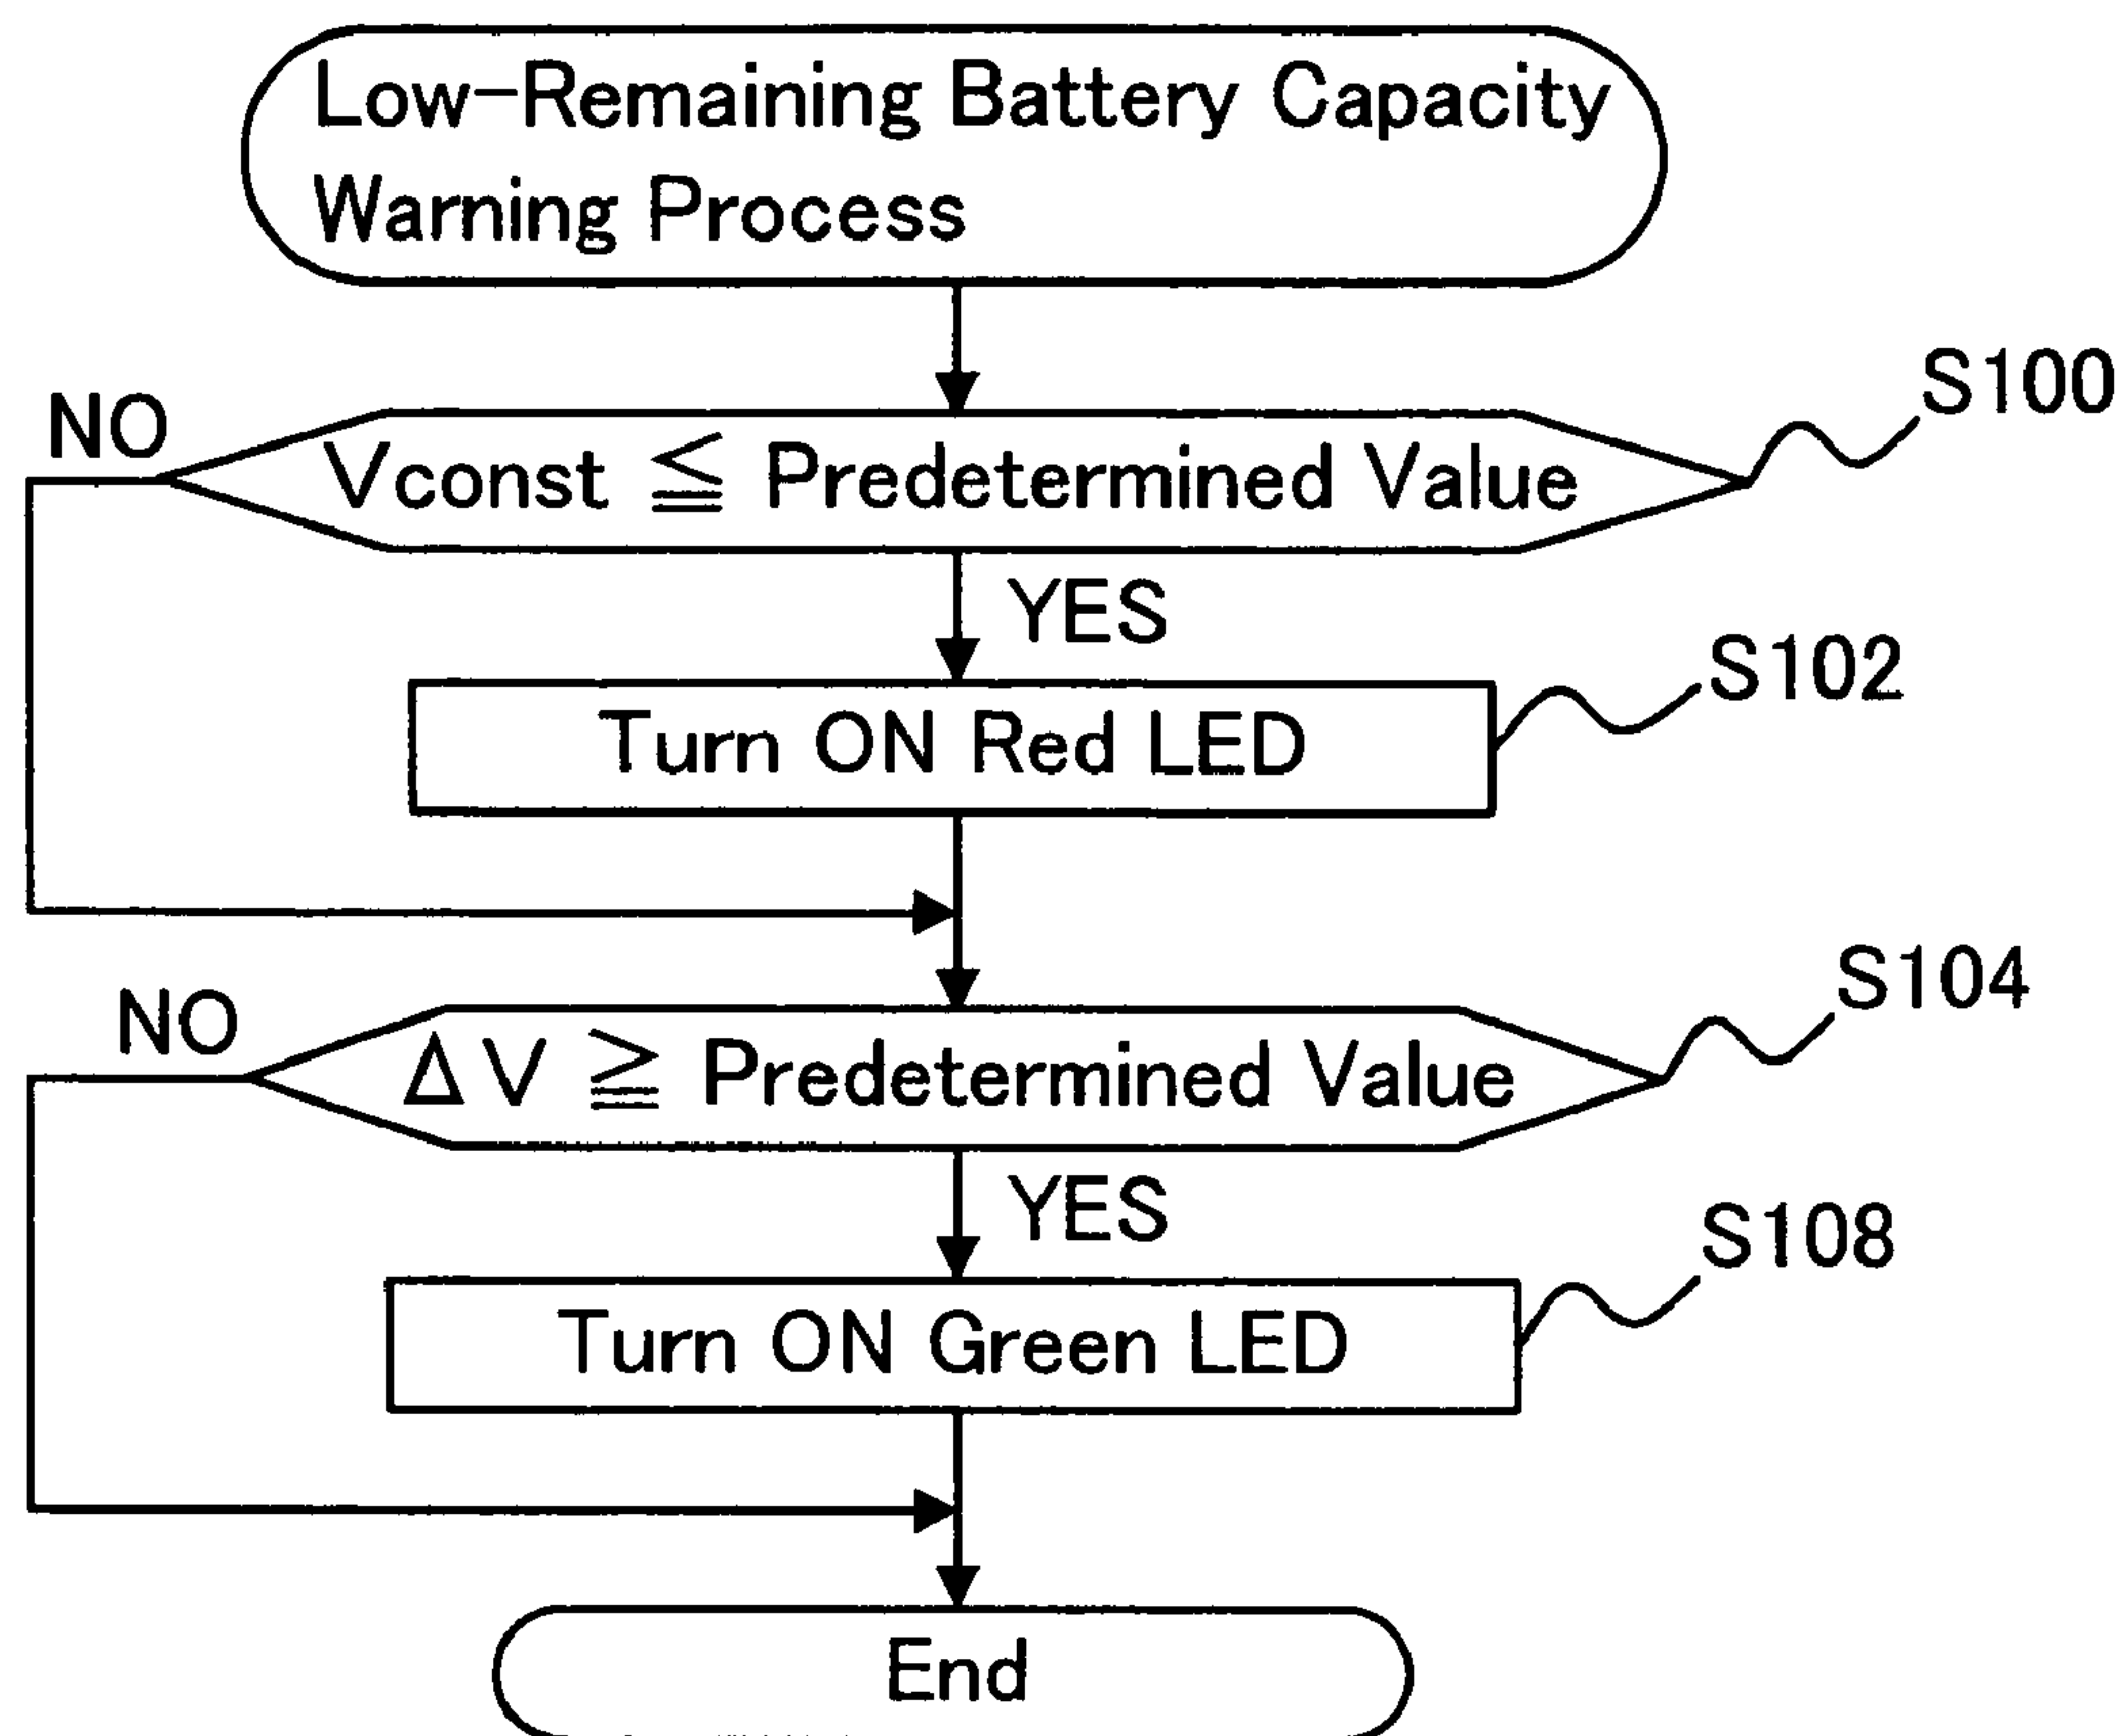 Low-Remaining Battery Capacity
Warning Process
S100
NO
Vconst ≦ Predetermined Value
YES
S102
Turn ON Red LED
S104
NO
ΔV ≧ Predetermined Value
YES
S108
Turn ON Green LED
End